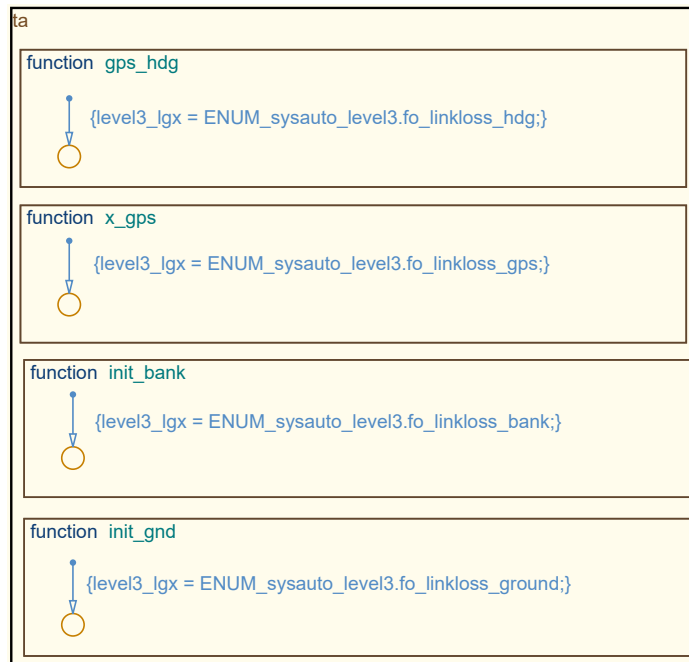 ta
function gps_hdg
{level3_lgx = ENUM_sysauto_level3.fo_linkloss_hdg;}
function x_gps
{level3_lgx = ENUM_sysauto_level3.fo_linkloss_gps;}
function init_bank
{level3_lgx = ENUM_sysauto_level3.fo_linkloss_bank;}
function init_gnd
{level3_lgx = ENUM_sysauto_level3.fo_linkloss_ground;}